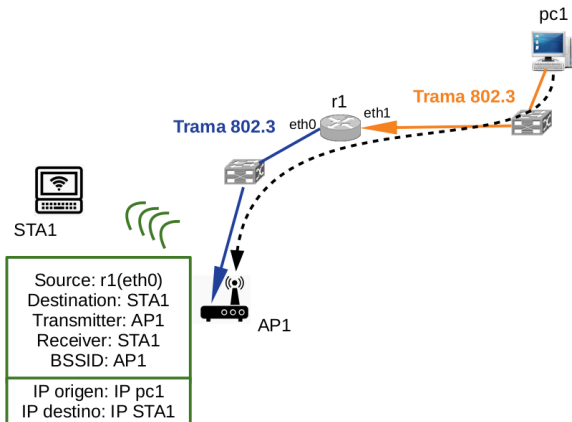 pc1
Trama 802.3
r1
eth1
eth0
Trama 802.3
STA1
AP1
Source: r1(eth0)
Destination: STA1
Transmitter: AP1
Receiver: STA1
BSSID: AP1
IP origen: IP pc1
IP destino: IP STA1